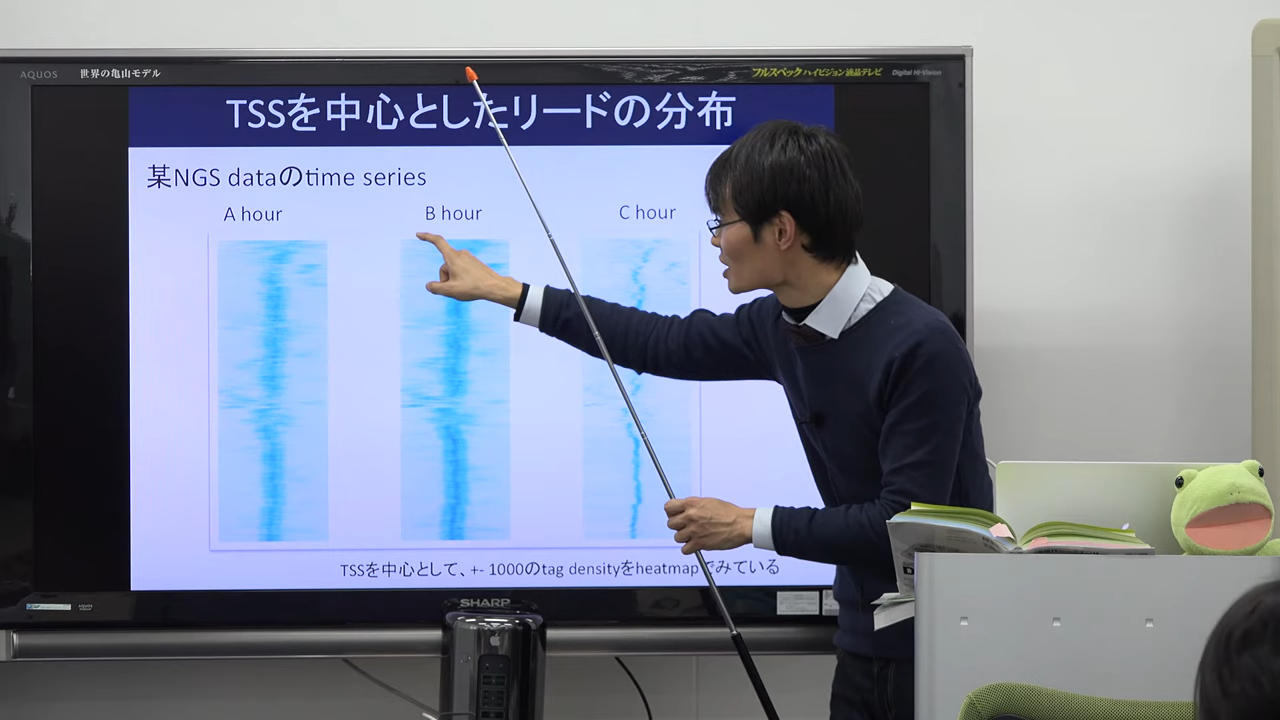 AQUOS 世界の亀山モデル
フルスペックハイビジョン液晶テレビ Digital Hi-Vision
TSSを中心としたリードの分布
某NGS dataのtime series
A hour
B hour
C hour
TSSを中心として、+- 1000のtag densityをheatmapでみている
SHARP
AQUOS